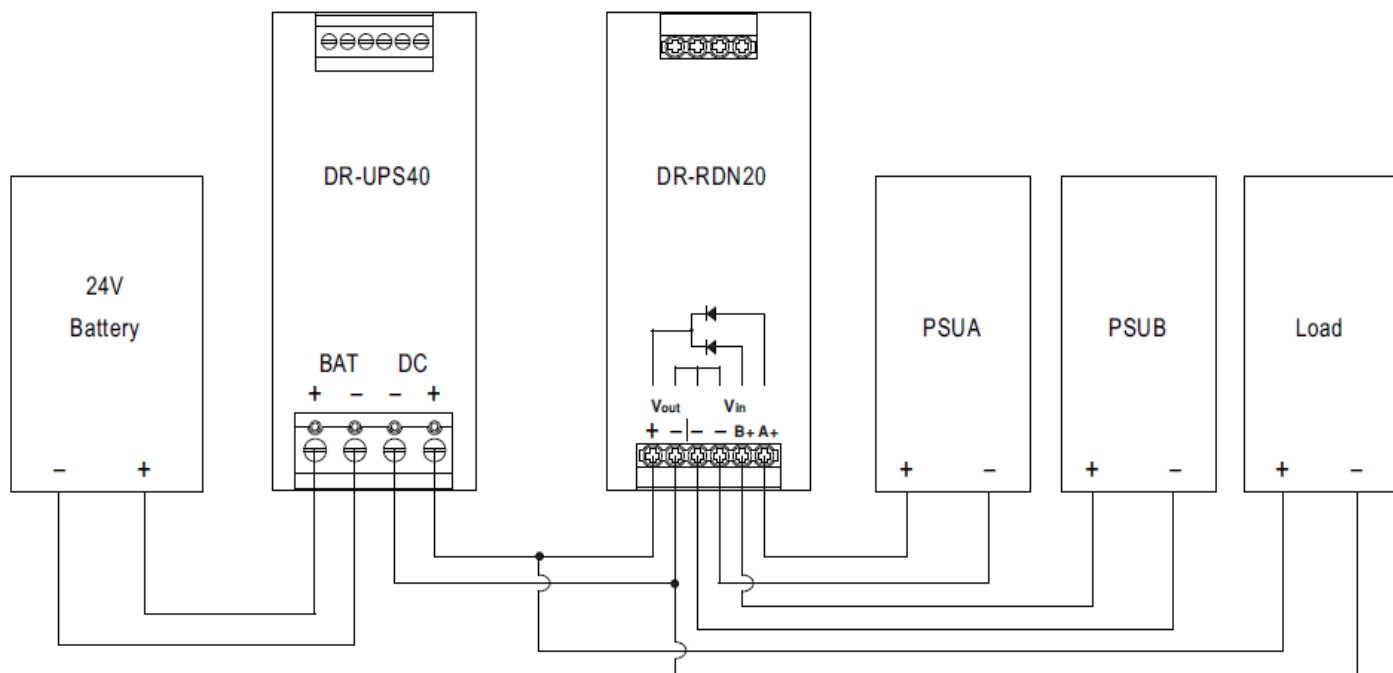 DR-UPS40
DR-RDN20
24V
Battery
PSUA
PSUB
Load
BAT DC
+ − − +
Vout Vin
+ − − − B+ A+
− +
+ −
+ −
+ −